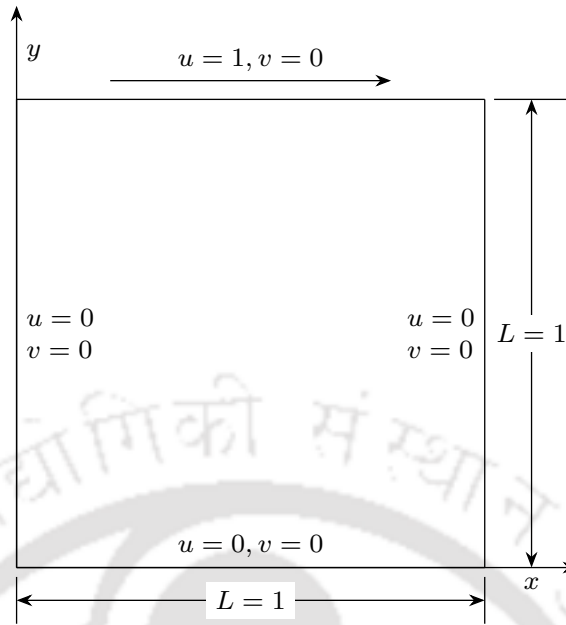 y
u = 1, v = 0
u = 0
v = 0
u = 0
v = 0
L = 1
u = 0, v = 0
x
L = 1